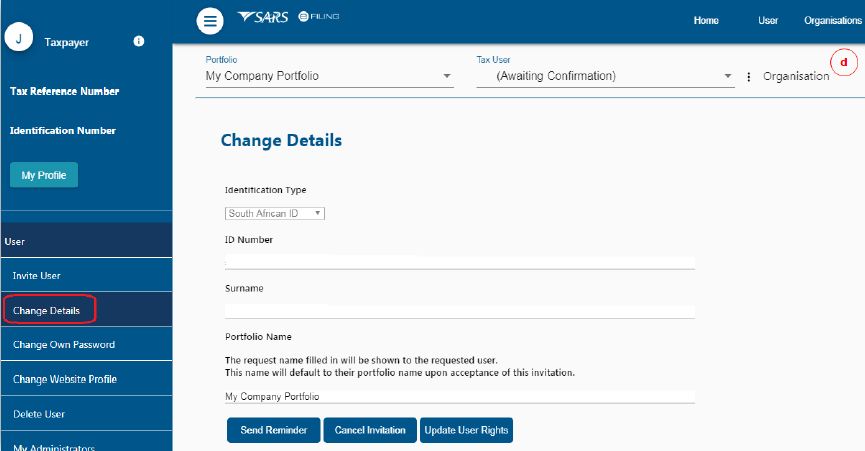 SARS eFILING
Home
User
Organisations
J
Taxpayer
i
Tax Reference Number
Identification Number
My Profile
User
Invite User
Change Details
Change Own Password
Change Website Profile
Delete User
My Administrators
Portfolio
My Company Portfolio
Tax User
(Awaiting Confirmation)
Organisation
d
Change Details
Identification Type
South African ID
ID Number
Surname
Portfolio Name
The request name filled in will be shown to the requested user.
This name will default to their portfolio name upon acceptance of this invitation.
My Company Portfolio
Send Reminder
Cancel Invitation
Update User Rights